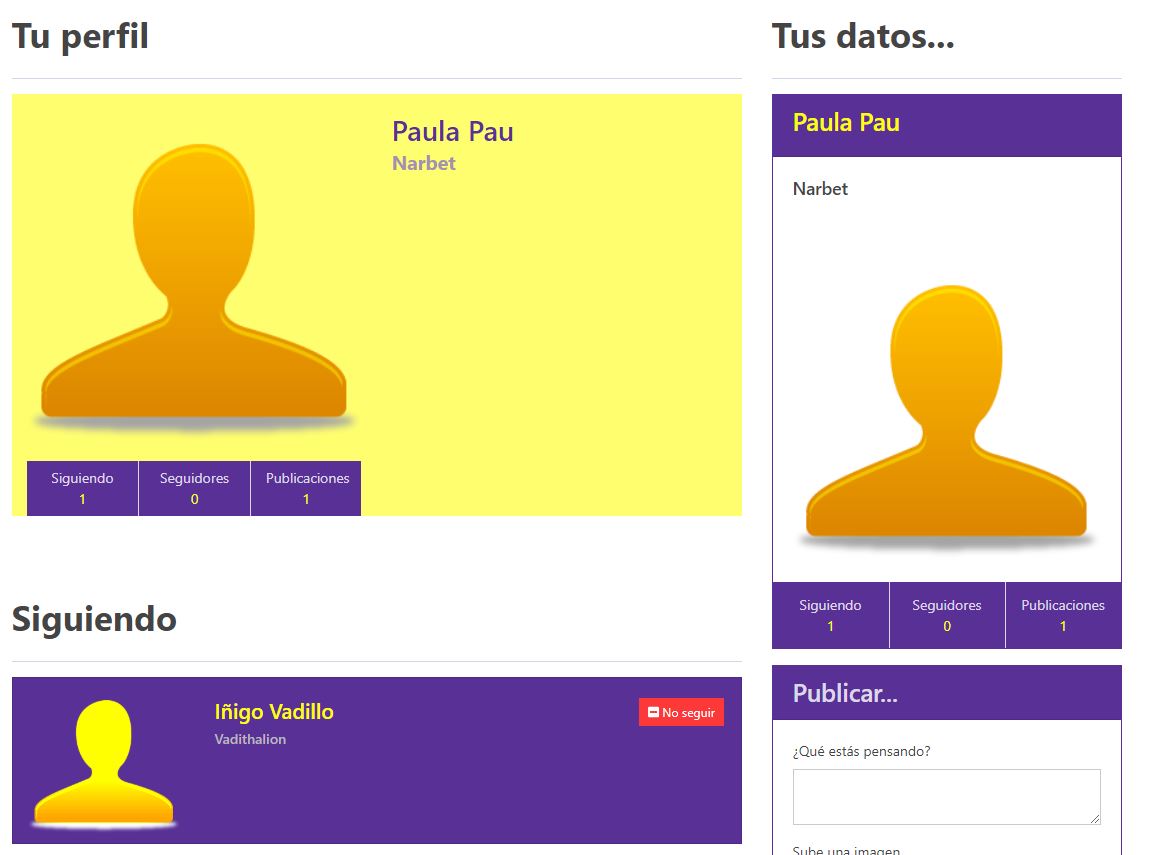 Tu perfil
Paula Pau
Narbet
Siguiendo Seguidores Publicaciones
1 0 1
Siguiendo
Iñigo Vadillo
Vadithalion
No seguir
Tus datos...
Paula Pau
Narbet
Siguiendo Seguidores Publicaciones
1 0 1
Publicar...
¿Qué estás pensando?
Sube una imagen